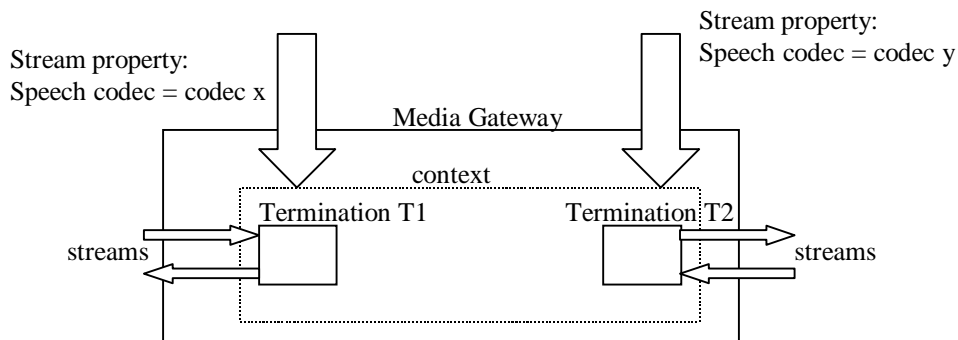 Stream property:
Speech codec = codec x
Stream property:
Speech codec = codec y
Media Gateway
context
Termination T1
Termination T2
streams
streams